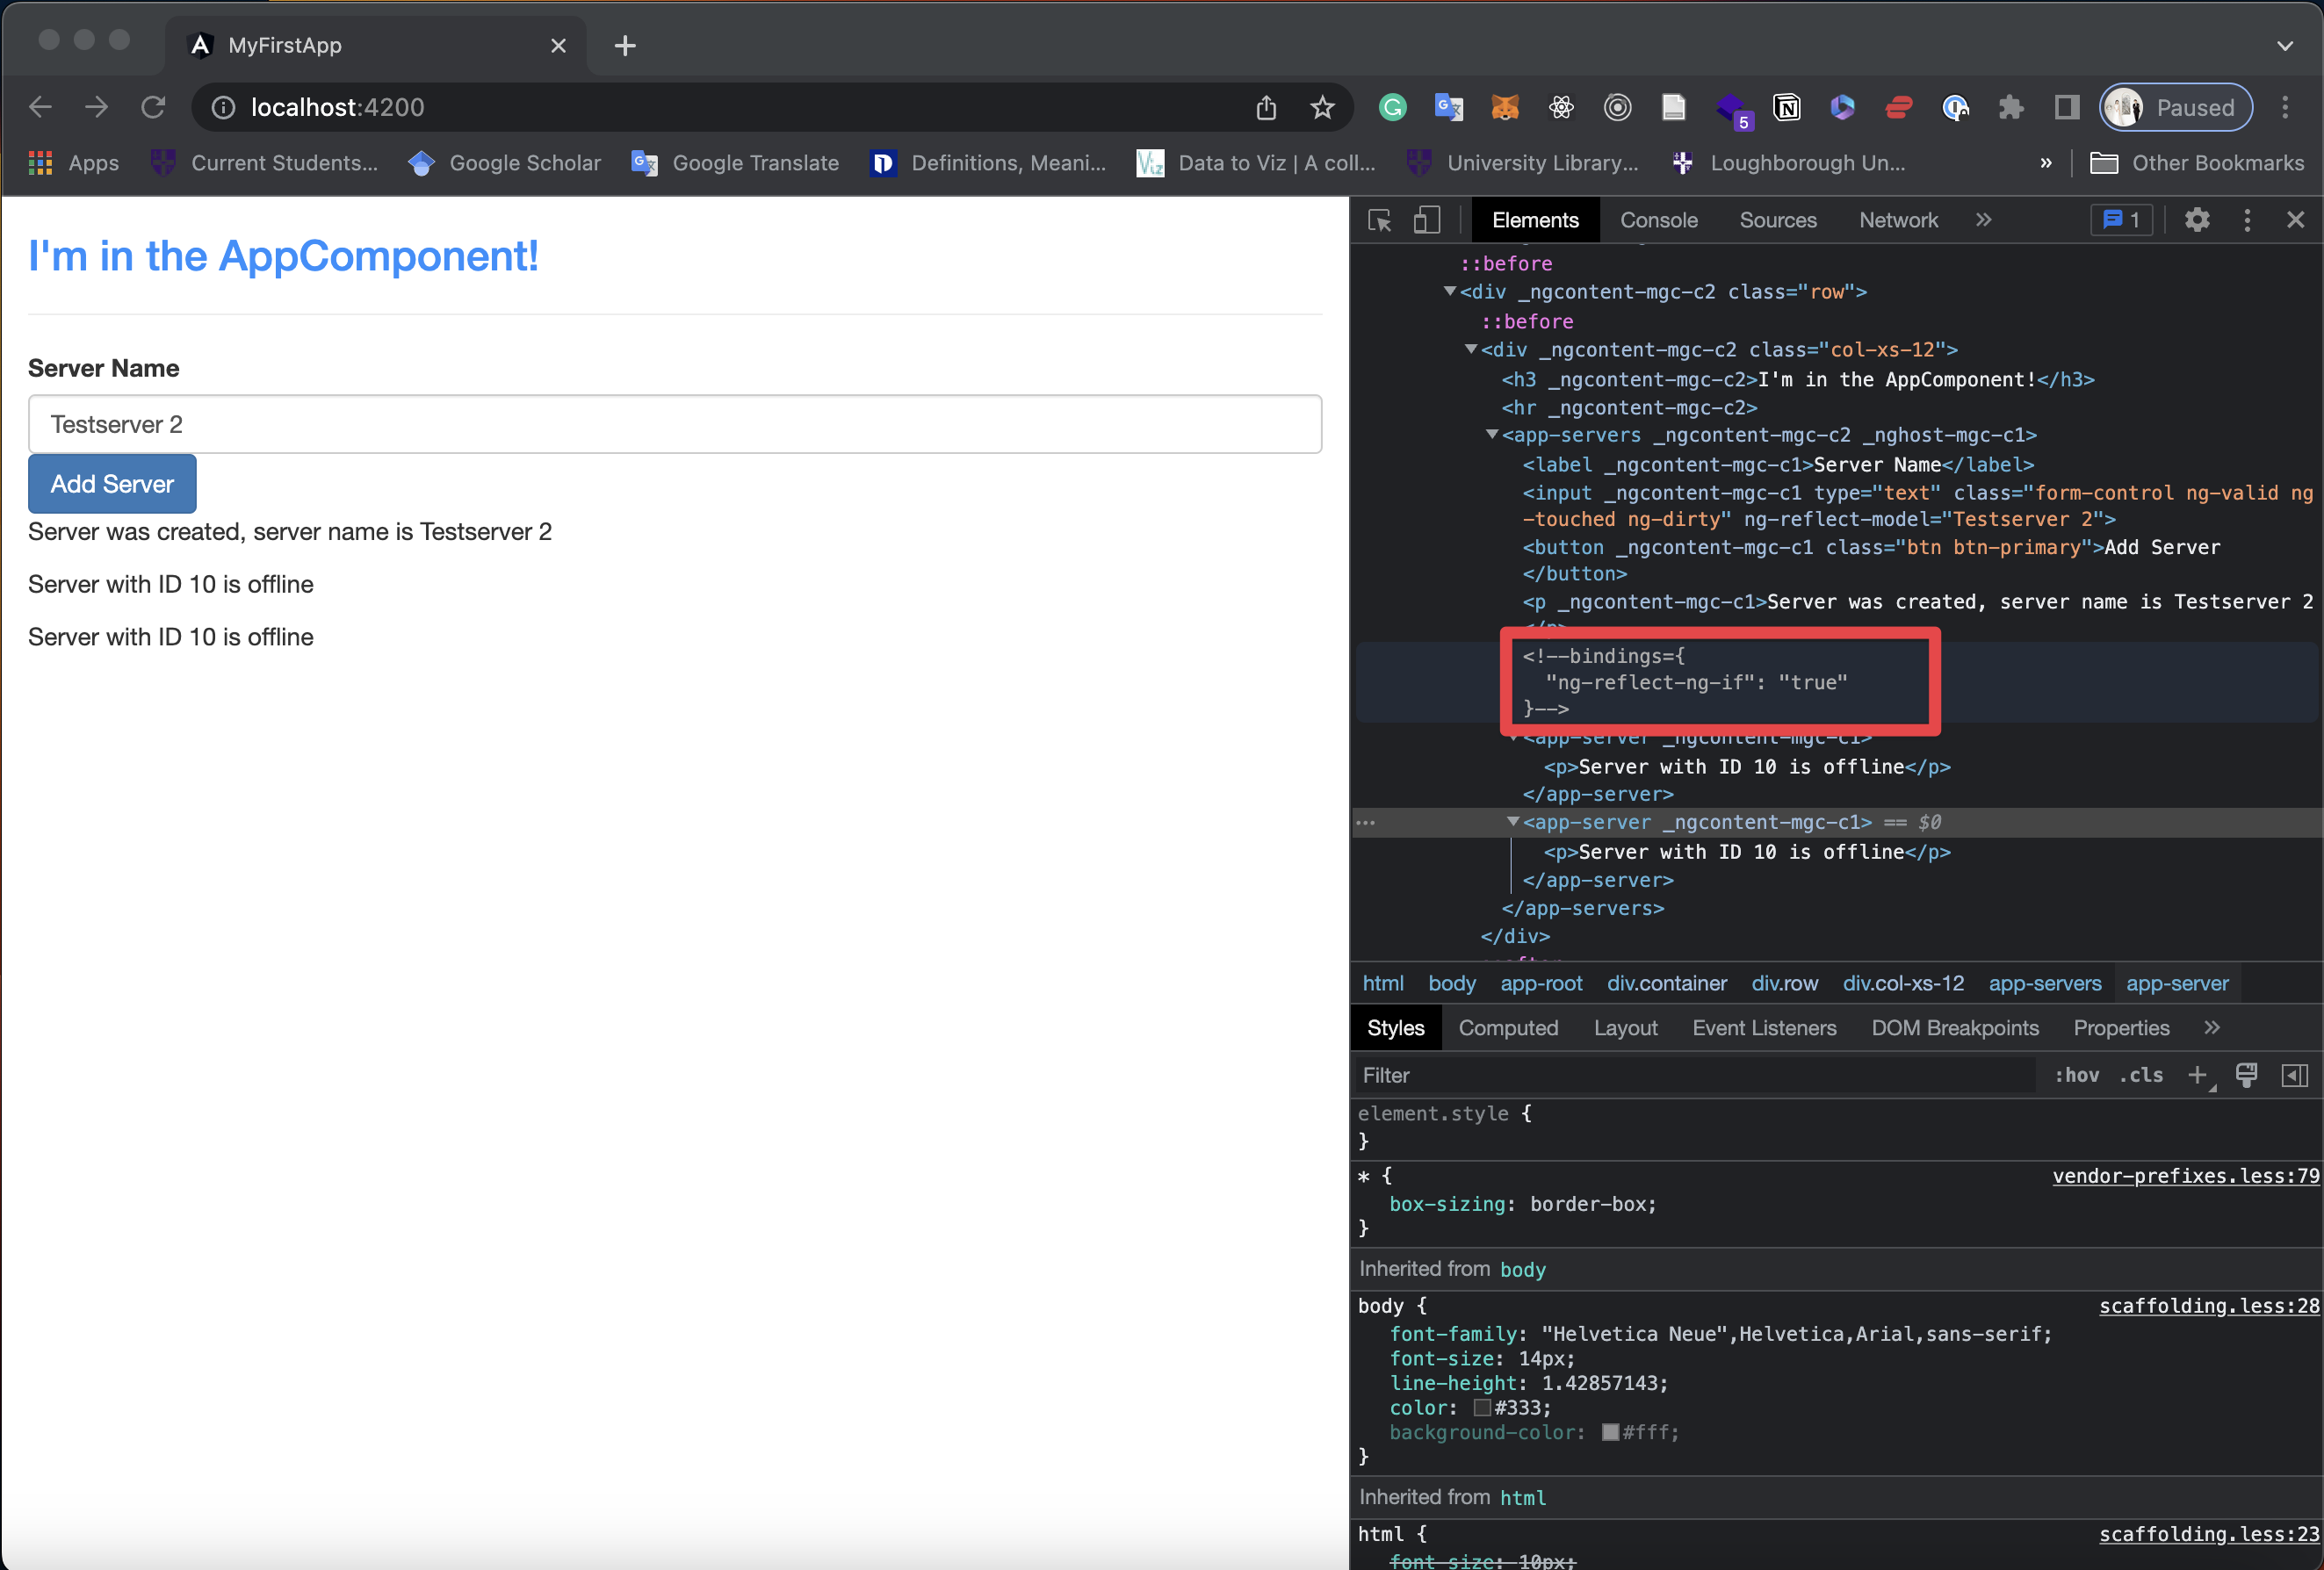 MyFirstApp
localhost:4200
5
Paused
Apps
Current Students...
Google Scholar
Google Translate
Definitions, Meani...
Data to Viz | A coll...
University Library...
Loughborough Un...
»
Other Bookmarks
I'm in the AppComponent!
Server Name
Testserver 2
Add Server
Server was created, server name is Testserver 2
Server with ID 10 is offline
Server with ID 10 is offline
Elements Console Sources Network » 1
::before
<div _ngcontent-mgc-c2 class="row">
::before
<div _ngcontent-mgc-c2 class="col-xs-12">
<h3 _ngcontent-mgc-c2>I'm in the AppComponent!</h3>
<hr _ngcontent-mgc-c2>
<app-servers _ngcontent-mgc-c2 _nghost-mgc-c1>
<label _ngcontent-mgc-c1>Server Name</label>
<input _ngcontent-mgc-c1 type="text" class="form-control ng-valid ng
-touched ng-dirty" ng-reflect-model="Testserver 2">
<button _ngcontent-mgc-c1 class="btn btn-primary">Add Server
</button>
<p _ngcontent-mgc-c1>Server was created, server name is Testserver 2
</p>
<!--bindings={
"ng-reflect-ng-if": "true"
}-->
<app-server _ngcontent-mgc-c1>
<p>Server with ID 10 is offline</p>
</app-server>
<app-server _ngcontent-mgc-c1> == $0
<p>Server with ID 10 is offline</p>
</app-server>
</app-servers>
</div>
html body app-root div.container div.row div.col-xs-12 app-servers app-server
Styles Computed Layout Event Listeners DOM Breakpoints Properties »
Filter :hov .cls
element.style {
}
* { vendor-prefixes.less:79
box-sizing: border-box;
}
Inherited from body
body { scaffolding.less:28
font-family: "Helvetica Neue",Helvetica,Arial,sans-serif;
font-size: 14px;
line-height: 1.42857143;
color: #333;
background-color: #fff;
}
Inherited from html
html { scaffolding.less:23
font-size: 10px;